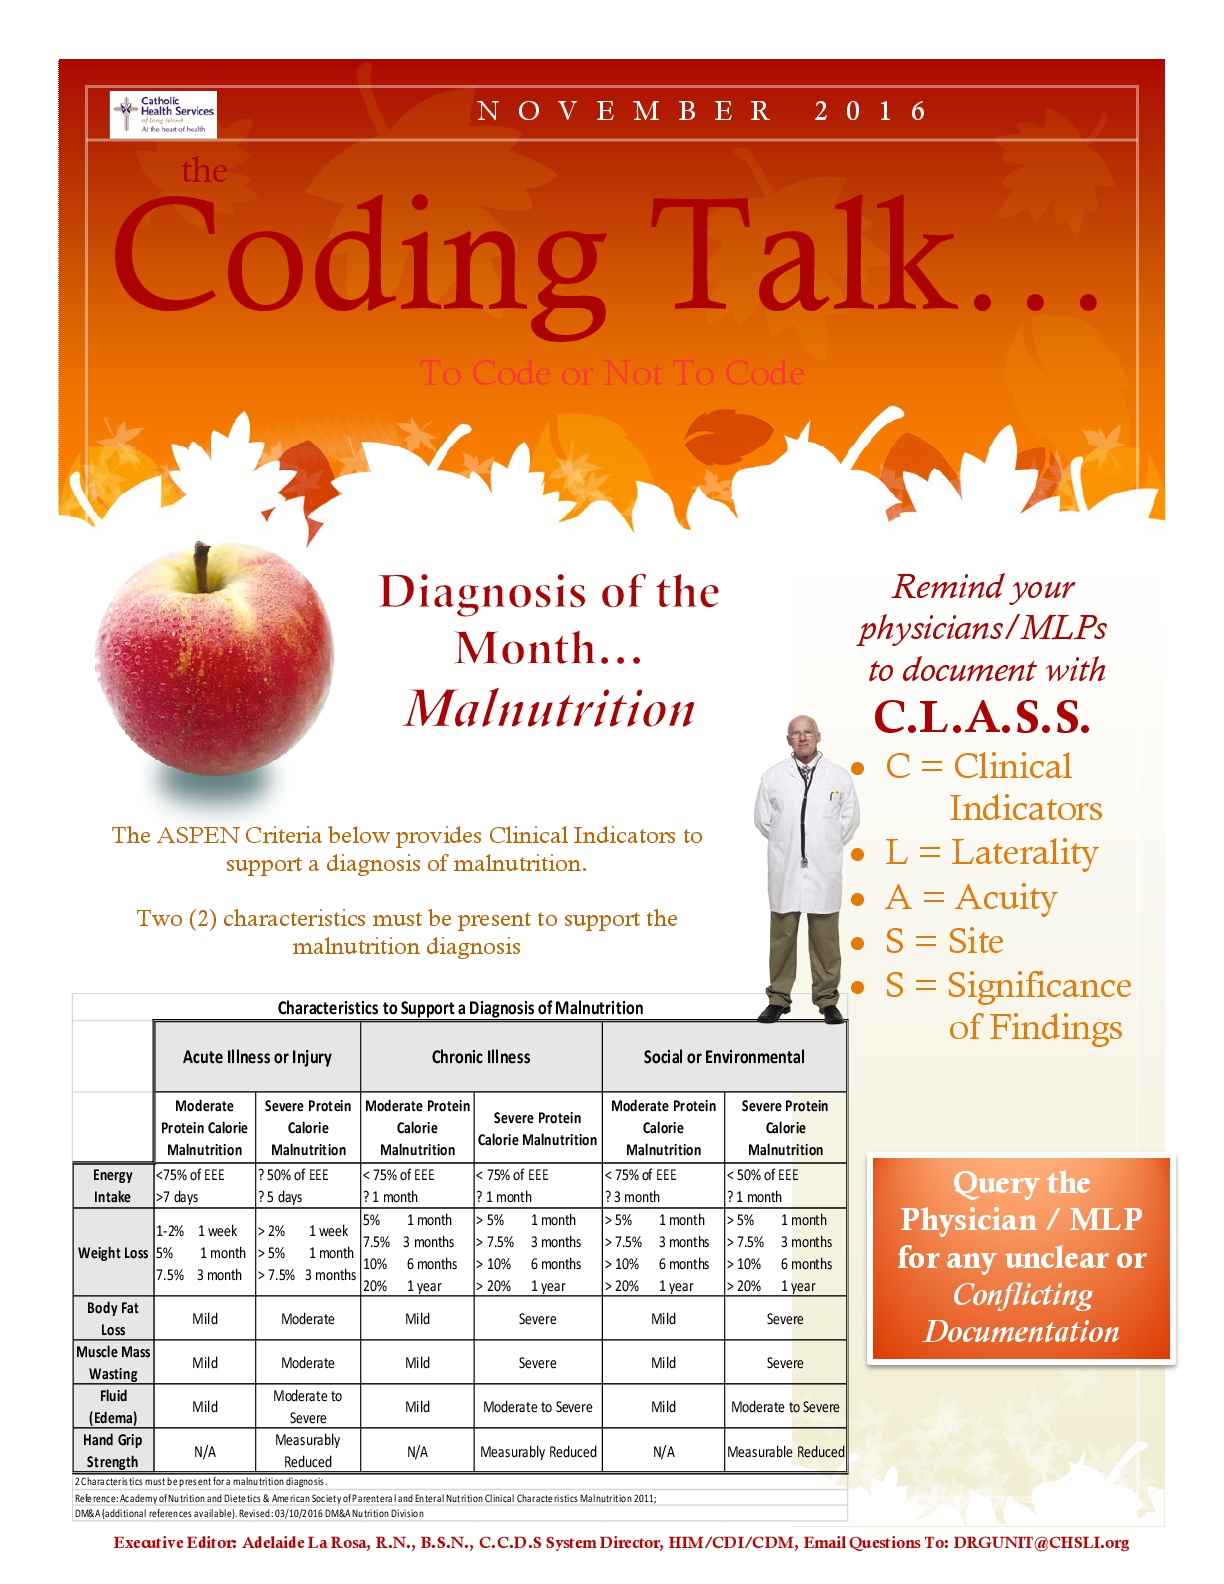 Catholic
Health Services
of Long Island
At the heart of health
NOVEMBER 2016
the
Coding Talk…
To Code or Not To Code
Diagnosis of the
Month…
Malnutrition
The ASPEN Criteria below provides Clinical Indicators to
support a diagnosis of malnutrition.
Two (2) characteristics must be present to support the
malnutrition diagnosis
Remind your
physicians/MLPs
to document with
C.L.A.S.S.
• C = Clinical
Indicators
• L = Laterality
• A = Acuity
• S = Site
• S = Significance
of Findings
Query the
Physician / MLP
for any unclear or
Conflicting
Documentation
Characteristics to Support a Diagnosis of Malnutrition
Acute Illness or Injury Chronic Illness Social or Environmental
Moderate Protein Calorie Malnutrition Severe Protein Calorie Malnutrition Moderate Protein Calorie Malnutrition Severe Protein Calorie Malnutrition Moderate Protein Calorie Malnutrition Severe Protein Calorie Malnutrition
Energy <75% of EEE ? 50% of EEE < 75% of EEE < 75% of EEE < 75% of EEE < 50% of EEE
Intake >7 days ? 5 days ? 1 month ? 1 month ? 3 month ? 1 month
Weight Loss
1-2% 1 week
5% 1 month
7.5% 3 month
> 2% 1 week
> 5% 1 month
> 7.5% 3 months
5% 1 month
7.5% 3 months
10% 6 months
20% 1 year
> 5% 1 month
> 7.5% 3 months
> 10% 6 months
> 20% 1 year
> 5% 1 month
> 7.5% 3 months
> 10% 6 months
> 20% 1 year
> 5% 1 month
> 7.5% 3 months
> 10% 6 months
> 20% 1 year
Body Fat Loss Mild Moderate Mild Severe Mild Severe
Muscle Mass Wasting Mild Moderate Mild Severe Mild Severe
Fluid (Edema) Mild Moderate to Severe Mild Moderate to Severe Mild Moderate to Severe
Hand Grip Strength N/A Measurably Reduced N/A Measurably Reduced N/A Measurable Reduced
2 Characteristics must be present for a malnutrition diagnosis.
Reference: Academy of Nutrition and Dietetics & American Society of Parenteral and Enteral Nutrition Clinical Characteristics Malnutrition 2011;
DM&A (additional references available). Revised: 03/10/2016 DM&A Nutrition Division
Executive Editor: Adelaide La Rosa, R.N., B.S.N., C.C.D.S System Director, HIM/CDI/CDM, Email Questions To: DRGUNIT@CHSLI.org